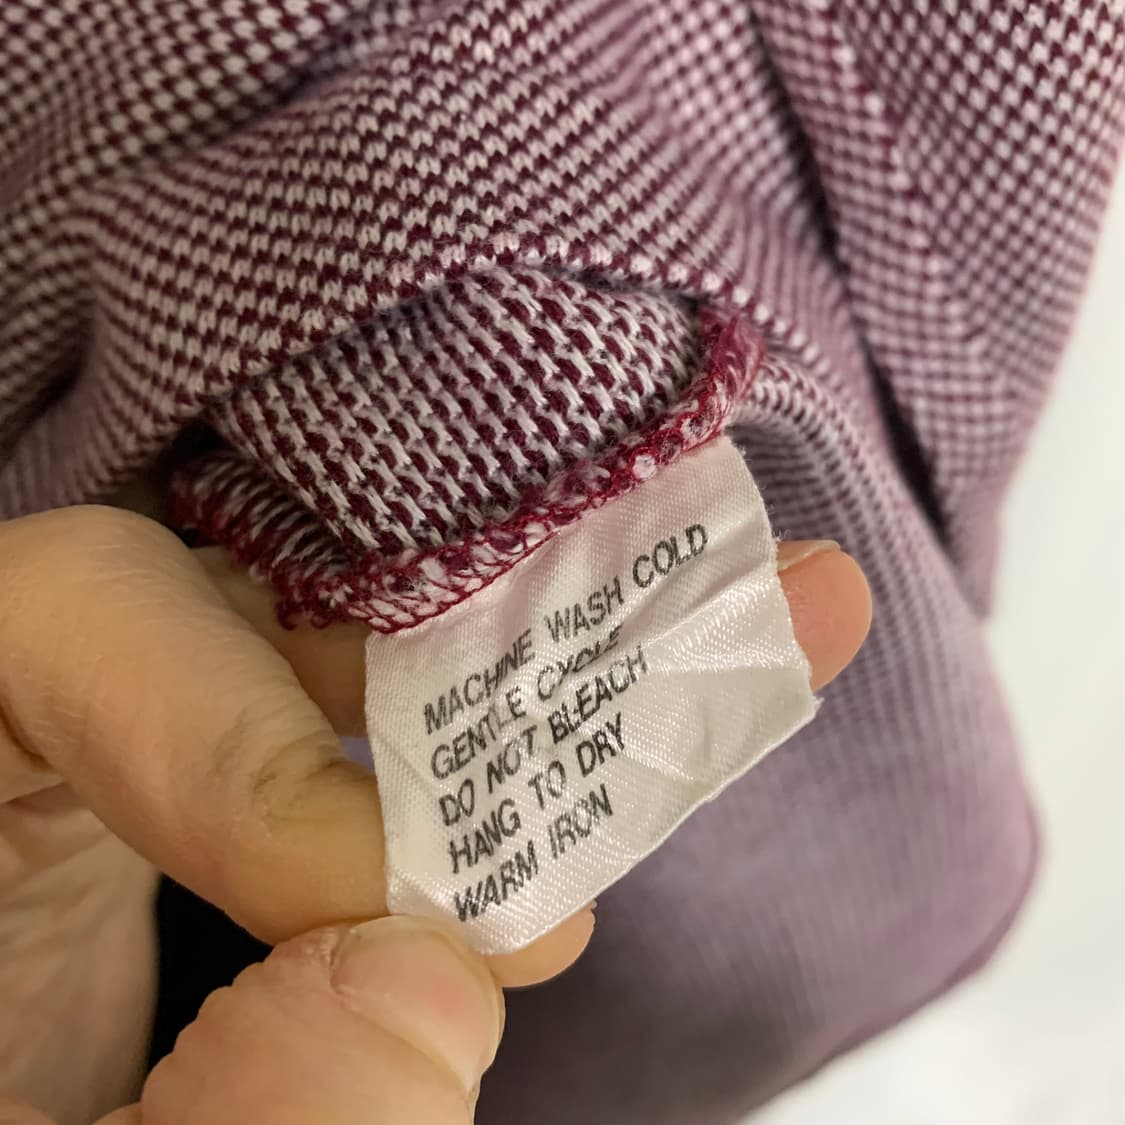 MACHINE WASH COLD
GENTLE CYCLE
DO NOT BLEACH
HANG TO DRY
WARM IRON